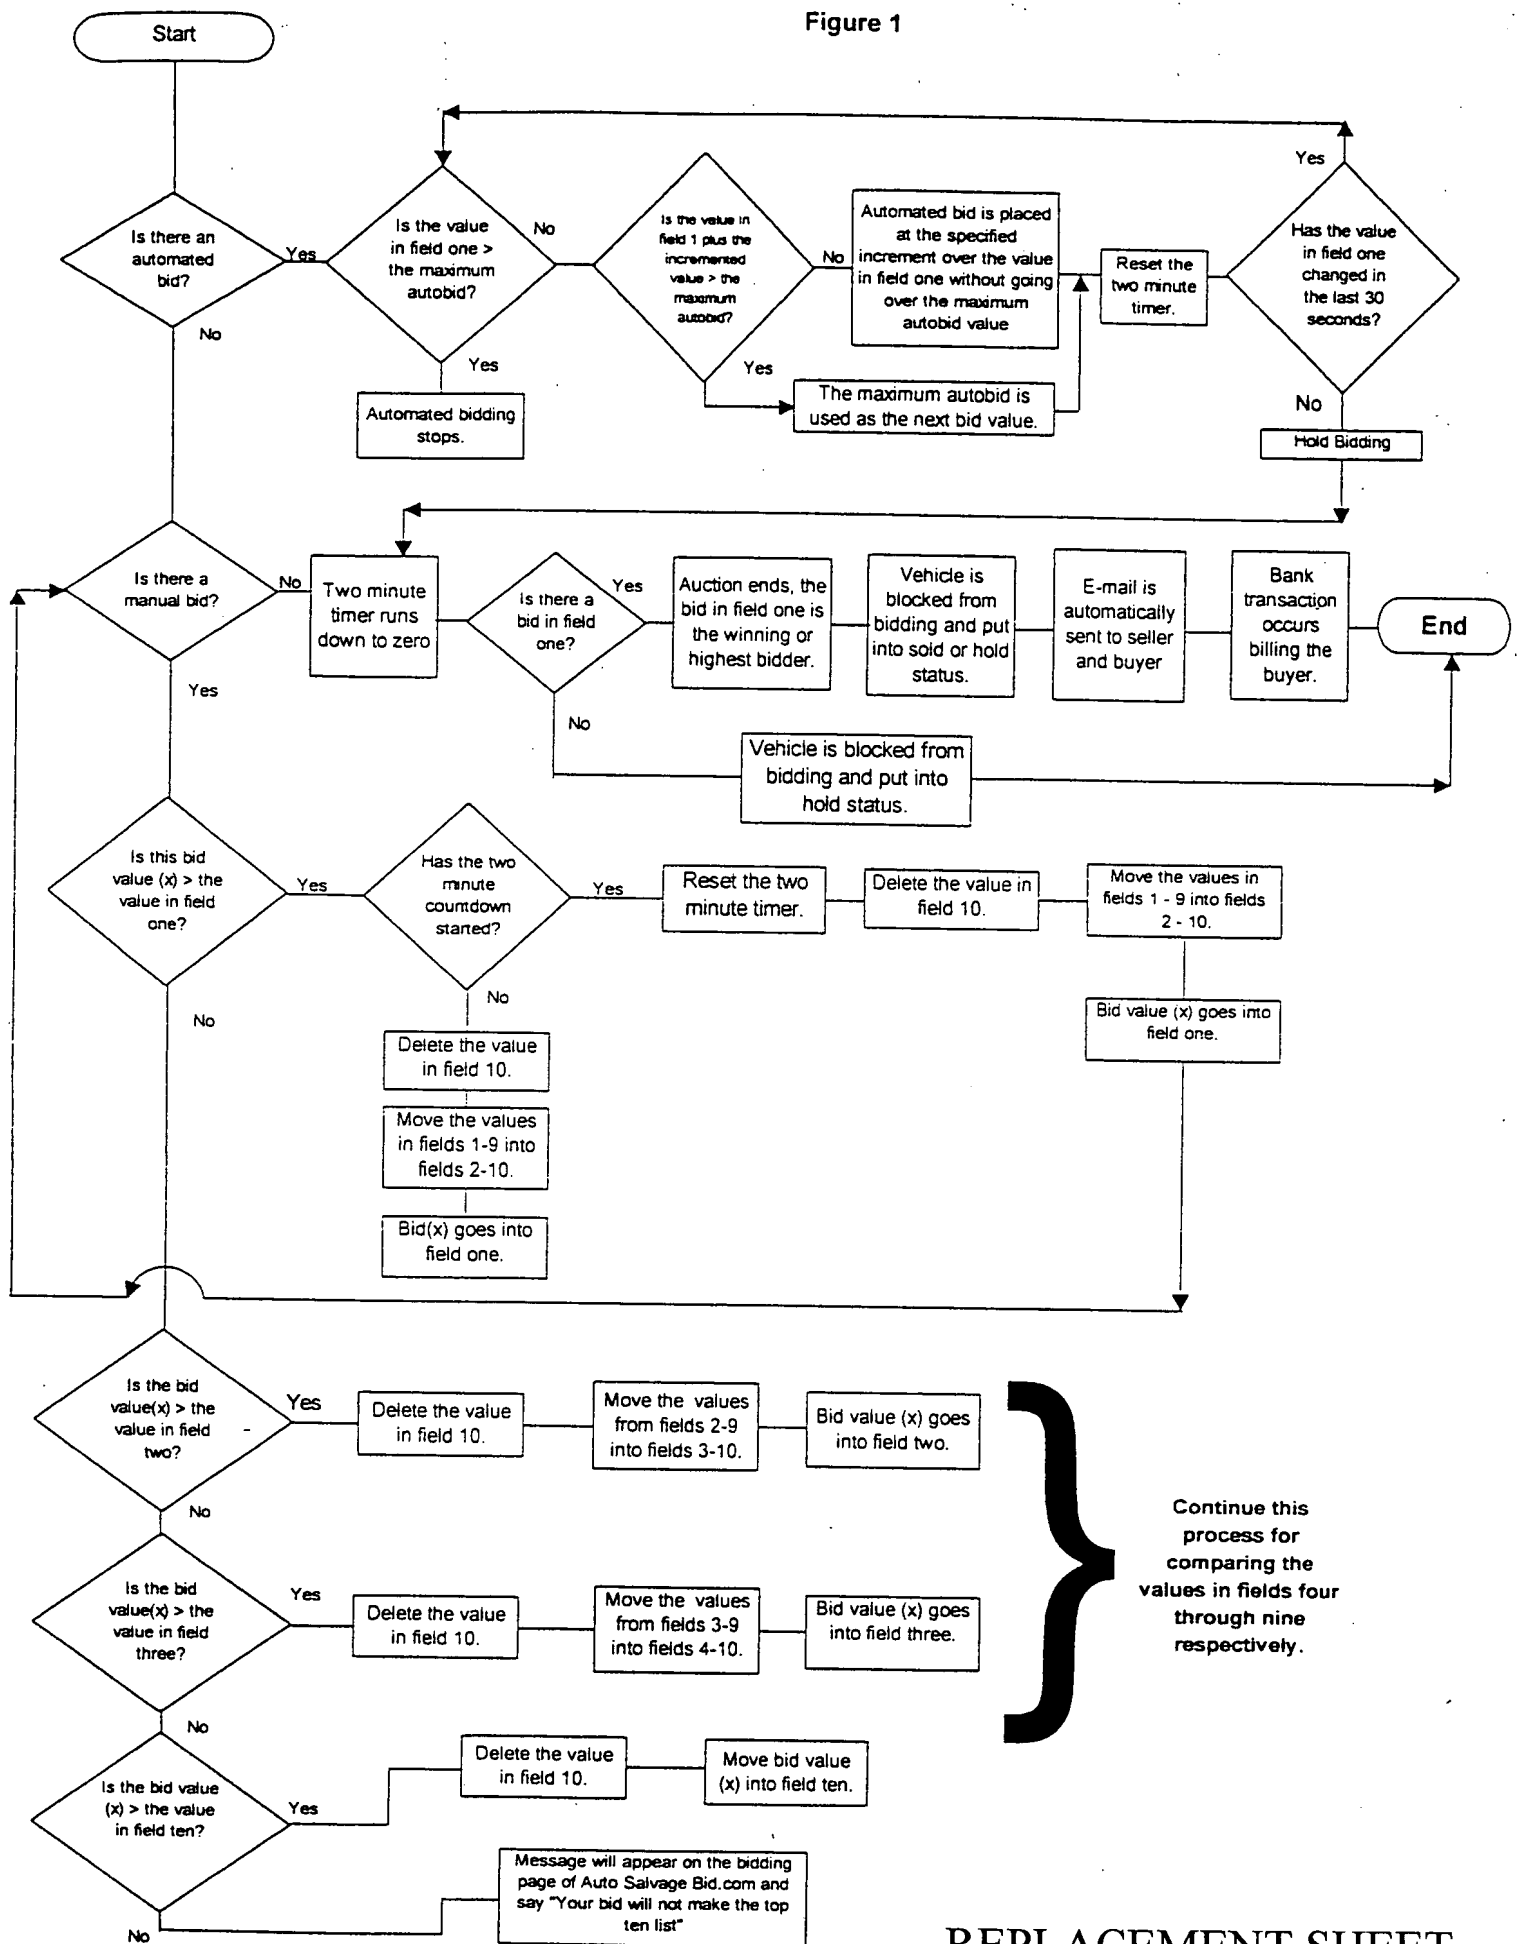 Figure 1
Start
Is there an
automated
bid?
Yes
No
Is the value
in field one >
the maximum
autobid?
No
Yes
Automated bidding
stops.
Is the value in
field 1 plus the
incremented
value > the
maximum
autobid?
No
Yes
Automated bid is placed
at the specified
increment over the value
in field one without going
over the maximum
autobid value
The maximum autobid is
used as the next bid value.
Reset the
two minute
timer.
Yes
Has the value
in field one
changed in
the last 30
seconds?
No
Hold Bidding
Is there a
manual bid?
No
Yes
Two minute
timer runs
down to zero
Is there a
bid in field
one?
Yes
No
Auction ends, the
bid in field one is
the winning or
highest bidder.
Vehicle is
blocked from
bidding and put
into sold or hold
status.
E-mail is
automatically
sent to seller
and buyer
Bank
transaction
occurs
billing the
buyer.
End
Vehicle is blocked from
bidding and put into
hold status.
Is this bid
value (x) > the
value in field
one?
Yes
No
Has the two
minute
countdown
started?
Yes
No
Reset the two
minute timer.
Delete the value in
field 10.
Move the values in
fields 1 - 9 into fields
2 - 10.
Bid value (x) goes into
field one.
Delete the value
in field 10.
Move the values
in fields 1-9 into
fields 2-10.
Bid(x) goes into
field one.
Is the bid
value(x) > the
value in field
two?
Yes
No
Delete the value
in field 10.
Move the values
from fields 2-9
into fields 3-10.
Bid value (x) goes
into field two.
Is the bid
value(x) > the
value in field
three?
Yes
No
Delete the value
in field 10.
Move the values
from fields 3-9
into fields 4-10.
Bid value (x) goes
into field three.
Continue this
process for
comparing the
values in fields four
through nine
respectively.
Is the bid value
(x) > the value
in field ten?
Yes
No
Delete the value
in field 10.
Move bid value
(x) into field ten.
Message will appear on the bidding
page of Auto Salvage Bid.com and
say "Your bid will not make the top
ten list"
REPLACEMENT SHEET